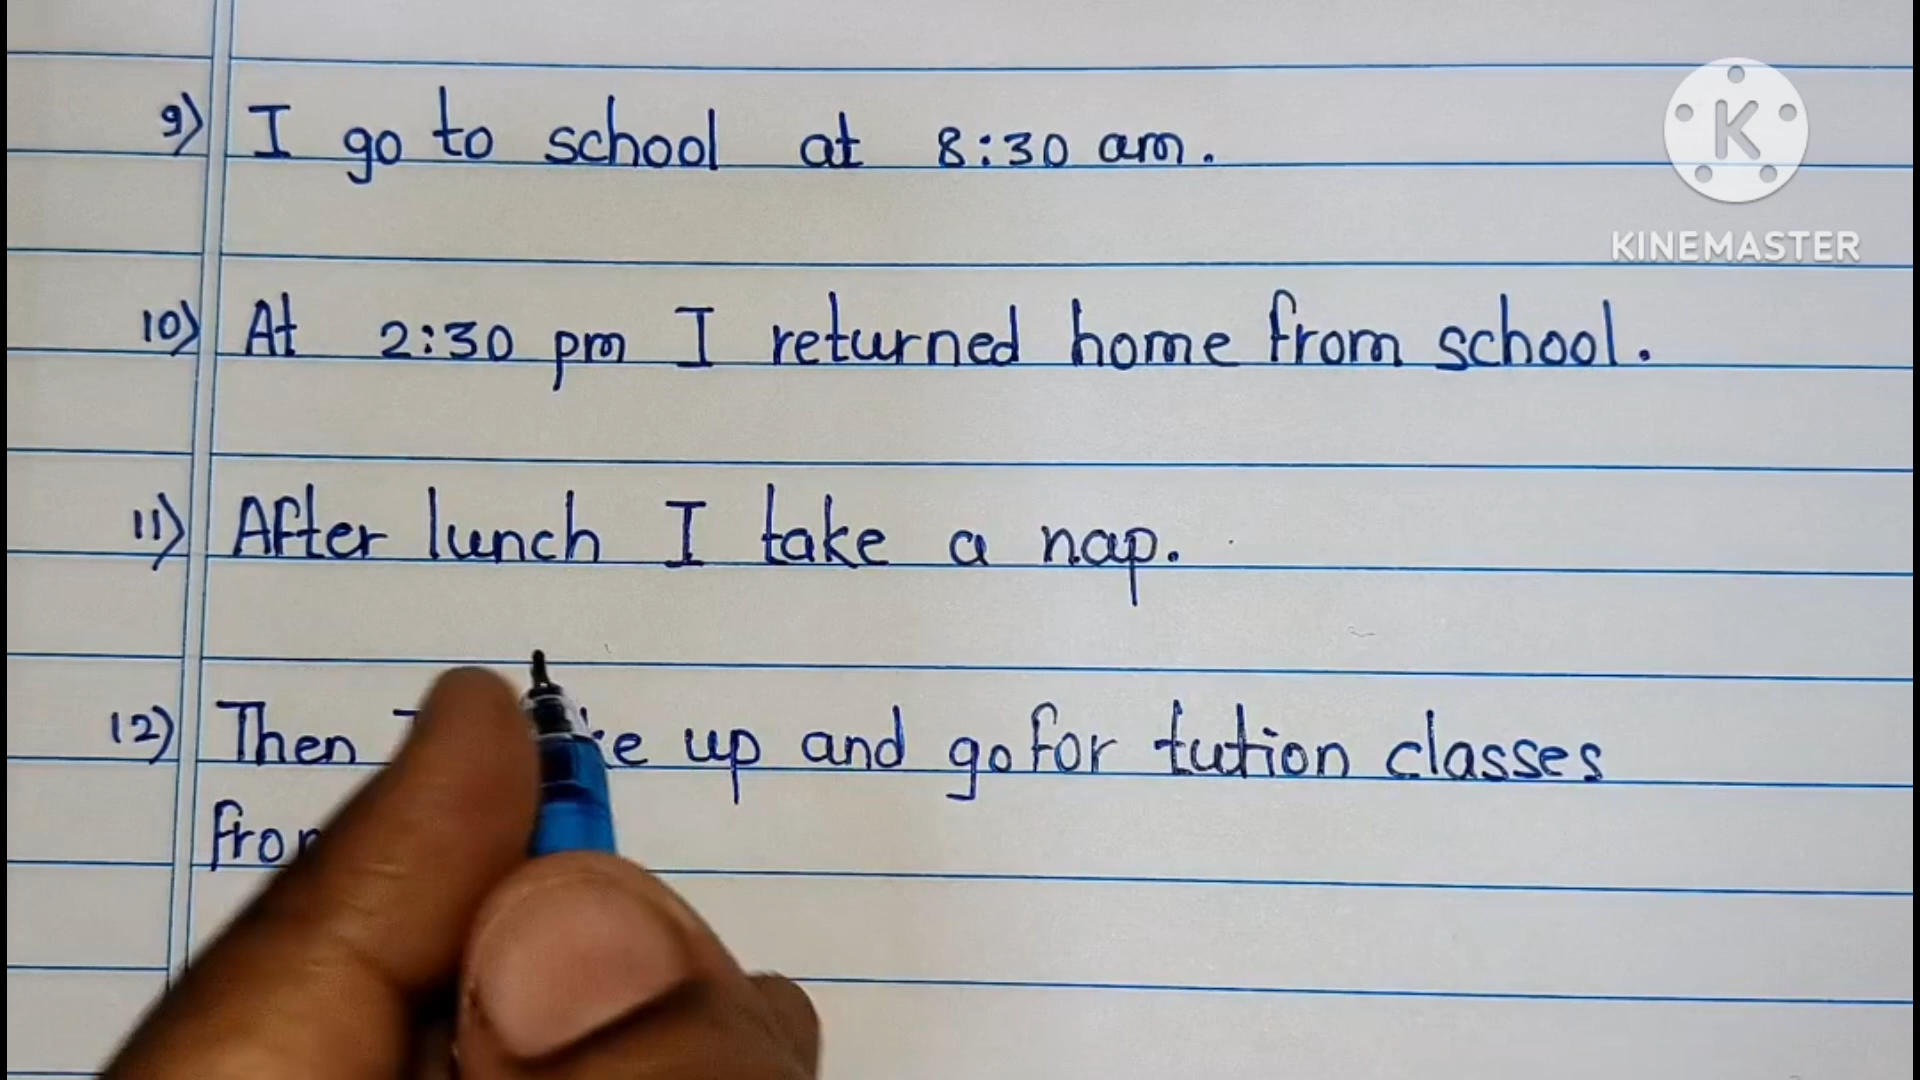 9) I go to school at 8:30 am.
K
KINEMASTER
10) At 2:30 pm I returned home from school.
11) After lunch I take a nap.
12) Then up and go for tution classes